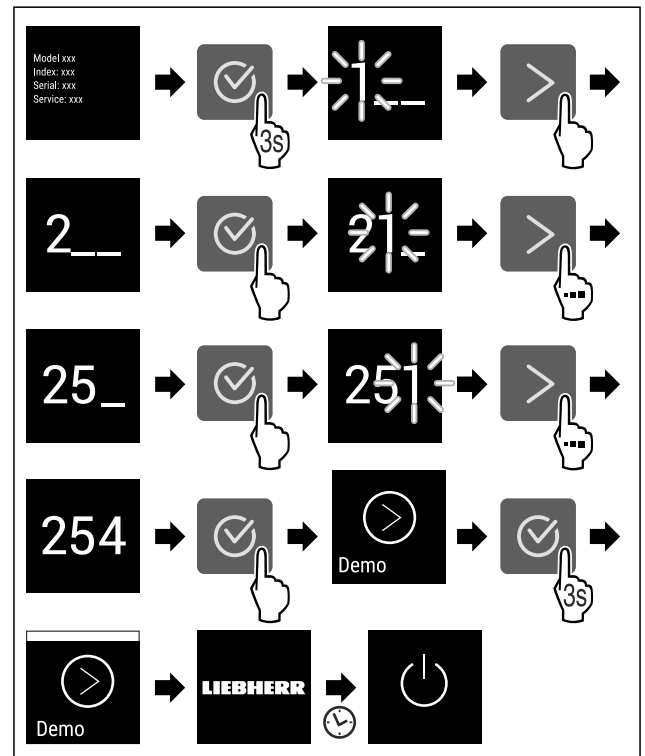 Model xxx
Index: xxx
Serial: xxx
Service: xxx
3s
1__
2__
21_
25_
251
254
Demo
3s
Demo
LIEBHERR